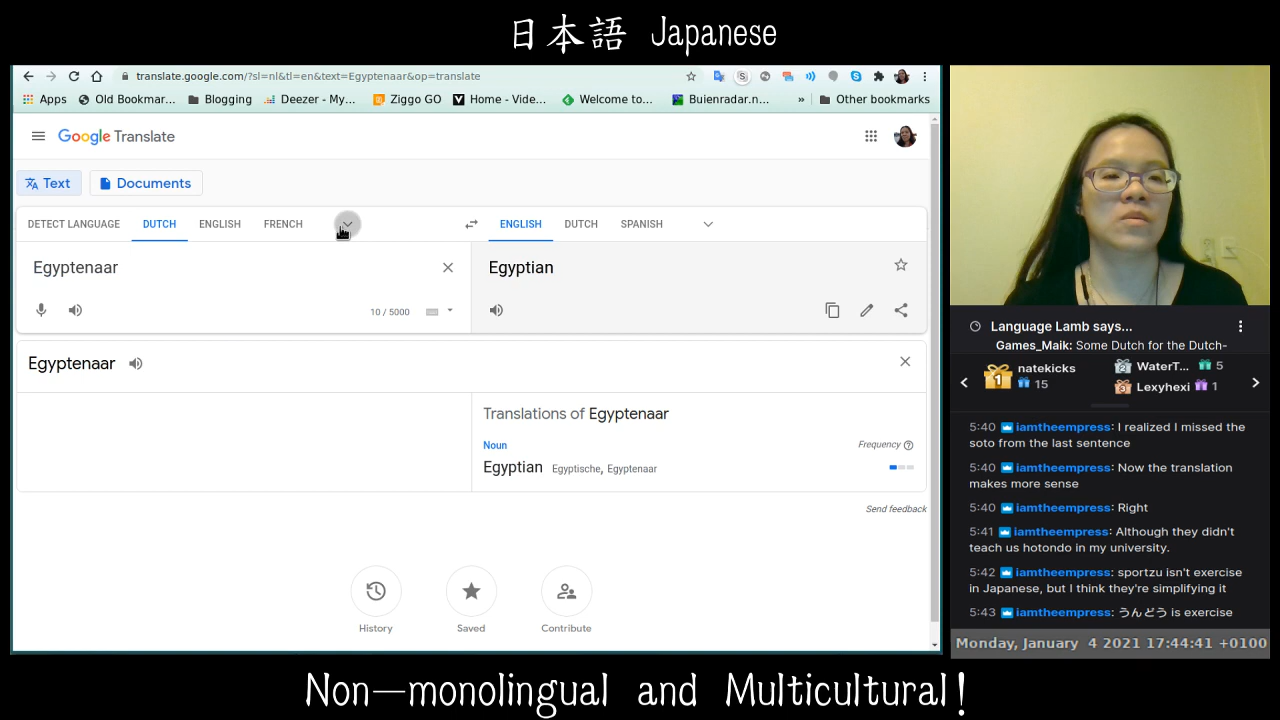 日本語 Japanese
translate.google.com/?sl=nl&tl=en&text=Egyptenaar&op=translate
Apps Old Bookmar... Blogging Deezer - My... Ziggo GO Home - Vide... Welcome to... Buienradar.n... » Other bookmarks
Google Translate
Text Documents
DETECT LANGUAGE DUTCH ENGLISH FRENCH ENGLISH DUTCH SPANISH
Egyptenaar Egyptian
10 / 5000
Egyptenaar
Translations of Egyptenaar
Noun Frequency
Egyptian Egyptische, Egyptenaar
Send feedback
History Saved Contribute
Language Lamb says...
Games_Maik: Some Dutch for the Dutch-
1 natekicks 15
2 WaterT... 5
3 Lexyhexi 1
5:40 iamtheempress: I realized I missed the
soto from the last sentence
5:40 iamtheempress: Now the translation
makes more sense
5:40 iamtheempress: Right
5:41 iamtheempress: Although they didn't
teach us hotondo in my university.
5:42 iamtheempress: sportzu isn't exercise
in Japanese, but I think they're simplifying it
5:43 iamtheempress: うんどう is exercise
Monday, January 4 2021 17:44:41 +0100
Non-monolingual and Multicultural!